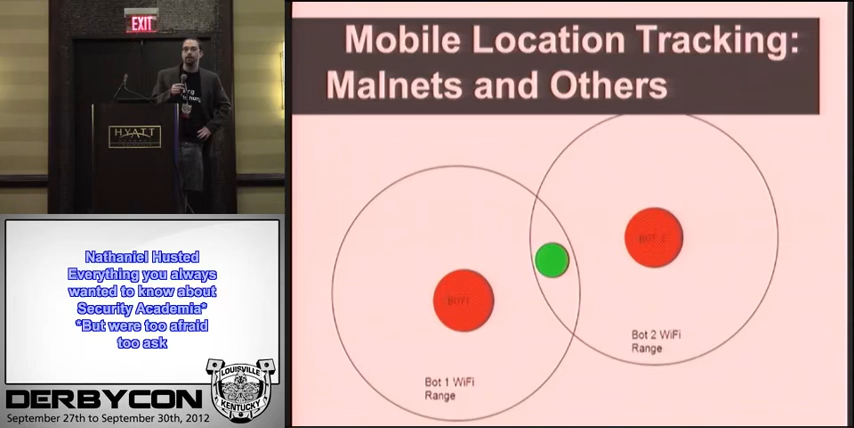 EXIT
HYATT
Nathaniel Husted
Everything you always
wanted to know about
Security Academia*
*But were too afraid
too ask
LOUISVILLE
KENTUCKY
DERBYCON
September 27th to September 30th, 2012
Mobile Location Tracking:
Malnets and Others
BOT 1
BOT 2
Bot 1 WiFi
Range
Bot 2 WiFi
Range